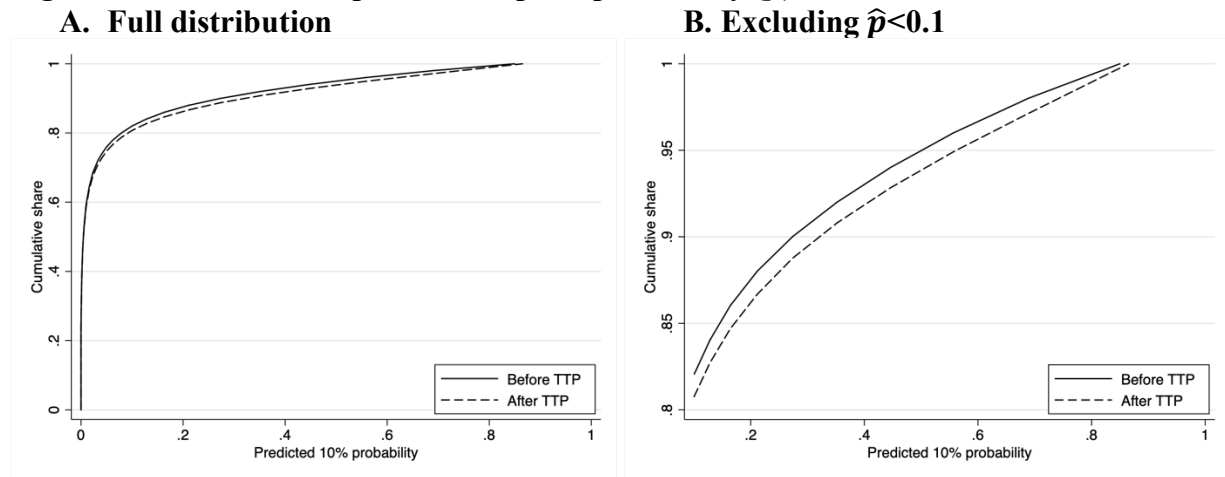 A. Full distribution
B. Excluding p̂<0.1
1
.8
.6
.4
.2
0
Cumulative share
0 .2 .4 .6 .8 1
Predicted 10% probability
Before TTP
After TTP
1
.95
.9
.85
.8
Cumulative share
.2 .4 .6 .8 1
Predicted 10% probability
Before TTP
After TTP